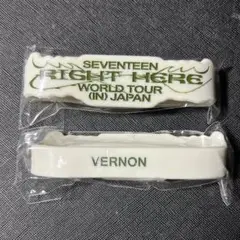 SEVENTEEN
RIGHT HERE
WORLD TOUR
(IN) JAPAN
VERNON